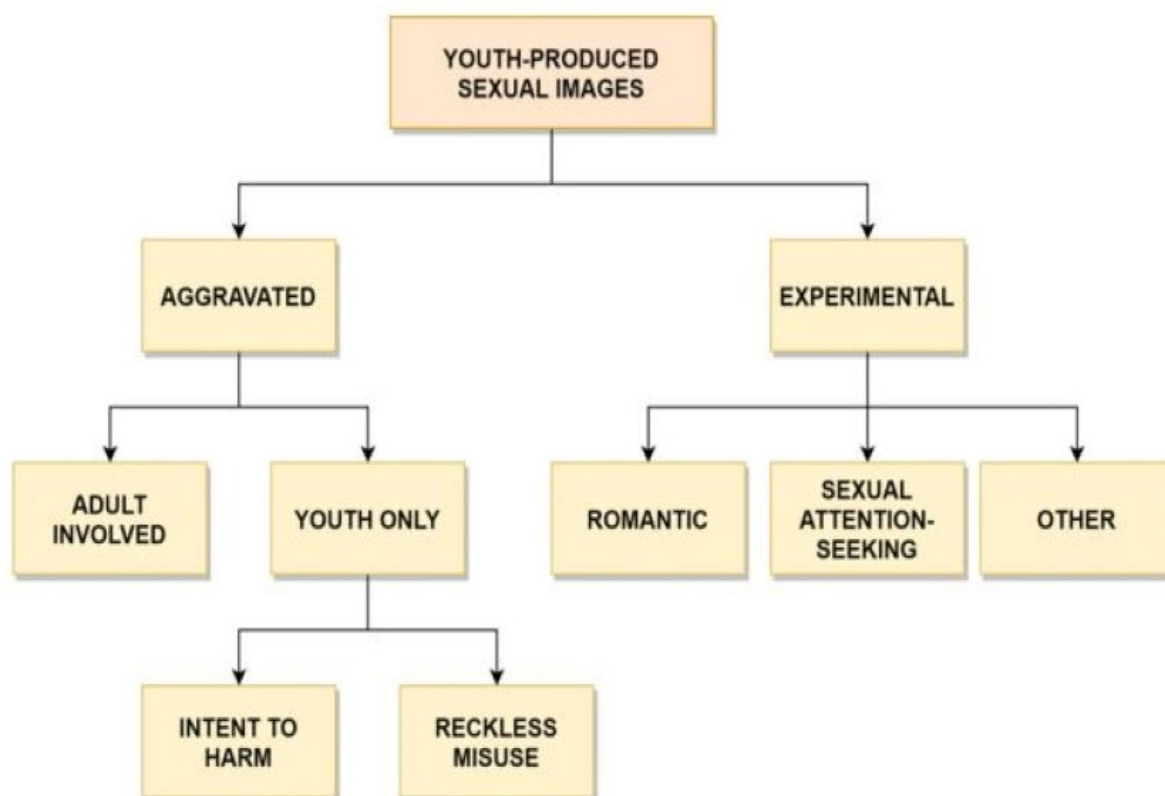 YOUTH-PRODUCED
SEXUAL IMAGES
AGGRAVATED
EXPERIMENTAL
ADULT
INVOLVED
YOUTH ONLY
ROMANTIC
SEXUAL
ATTENTION-
SEEKING
OTHER
INTENT TO
HARM
RECKLESS
MISUSE